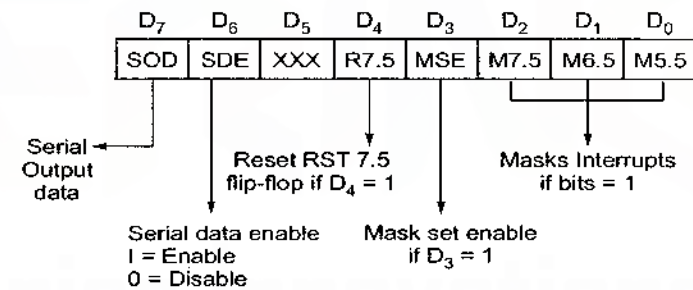 D7 D6 D5 D4 D3 D2 D1 D0
SOD SDE XXX R7.5 MSE M7.5 M6.5 M5.5
Serial
Output
data
Reset RST 7.5
flip-flop if D4 = 1
Masks Interrupts
if bits = 1
Serial data enable
I = Enable
0 = Disable
Mask set enable
if D3 = 1